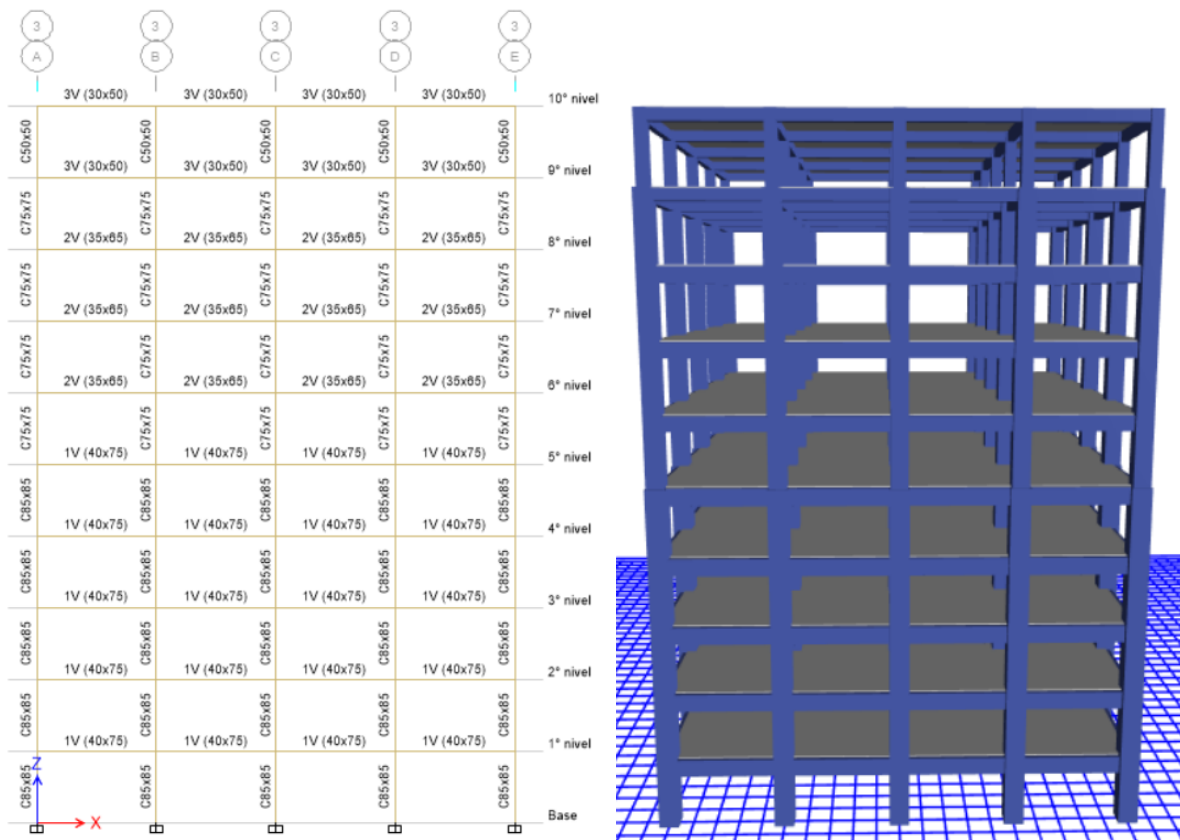 3 3 3 3 3
A B C D E
3V (30x50) 3V (30x50) 3V (30x50) 3V (30x50) 10° nivel
C50x50 C50x50 C50x50 C50x50 C50x50
3V (30x50) 3V (30x50) 3V (30x50) 3V (30x50) 9° nivel
C75x75 C75x75 C75x75 C75x75 C75x75
2V (35x65) 2V (35x65) 2V (35x65) 2V (35x65) 8° nivel
C75x75 C75x75 C75x75 C75x75 C75x75
2V (35x65) 2V (35x65) 2V (35x65) 2V (35x65) 7° nivel
C75x75 C75x75 C75x75 C75x75 C75x75
2V (35x65) 2V (35x65) 2V (35x65) 2V (35x65) 6° nivel
C75x75 C75x75 C75x75 C75x75 C75x75
1V (40x75) 1V (40x75) 1V (40x75) 1V (40x75) 5° nivel
C85x85 C85x85 C85x85 C85x85 C85x85
1V (40x75) 1V (40x75) 1V (40x75) 1V (40x75) 4° nivel
C85x85 C85x85 C85x85 C85x85 C85x85
1V (40x75) 1V (40x75) 1V (40x75) 1V (40x75) 3° nivel
C85x85 C85x85 C85x85 C85x85 C85x85
1V (40x75) 1V (40x75) 1V (40x75) 1V (40x75) 2° nivel
C85x85 C85x85 C85x85 C85x85 C85x85
1V (40x75) 1V (40x75) 1V (40x75) 1V (40x75) 1° nivel
C85x85 C85x85 C85x85 C85x85 C85x85
Z
X
Base